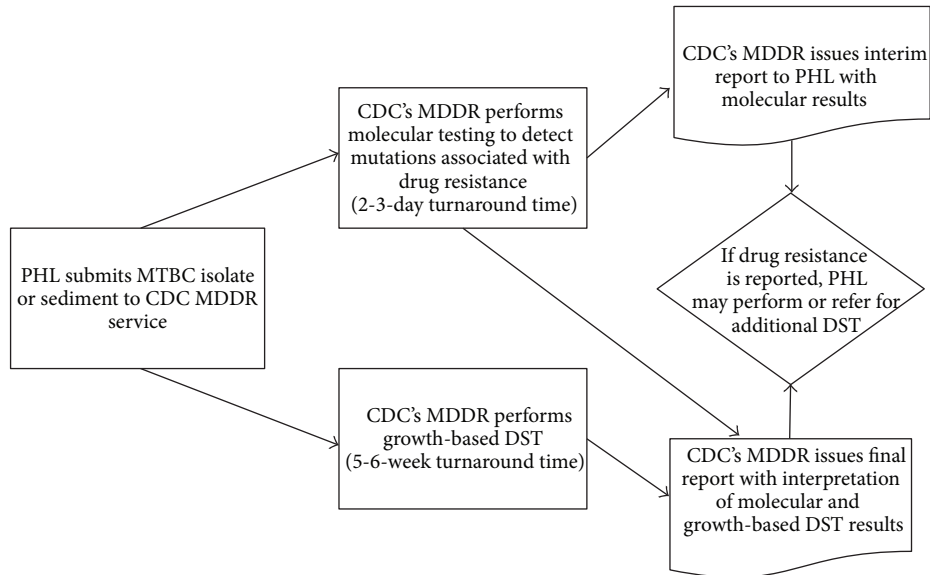 PHL submits MTBC isolate
or sediment to CDC MDDR
service
CDC's MDDR performs
molecular testing to detect
mutations associated with
drug resistance
(2-3-day turnaround time)
CDC's MDDR performs
growth-based DST
(5-6-week turnaround time)
CDC's MDDR issues interim
report to PHL with
molecular results
If drug resistance
is reported, PHL
may perform or refer for
additional DST
CDC's MDDR issues final
report with interpretation
of molecular and
growth-based DST results